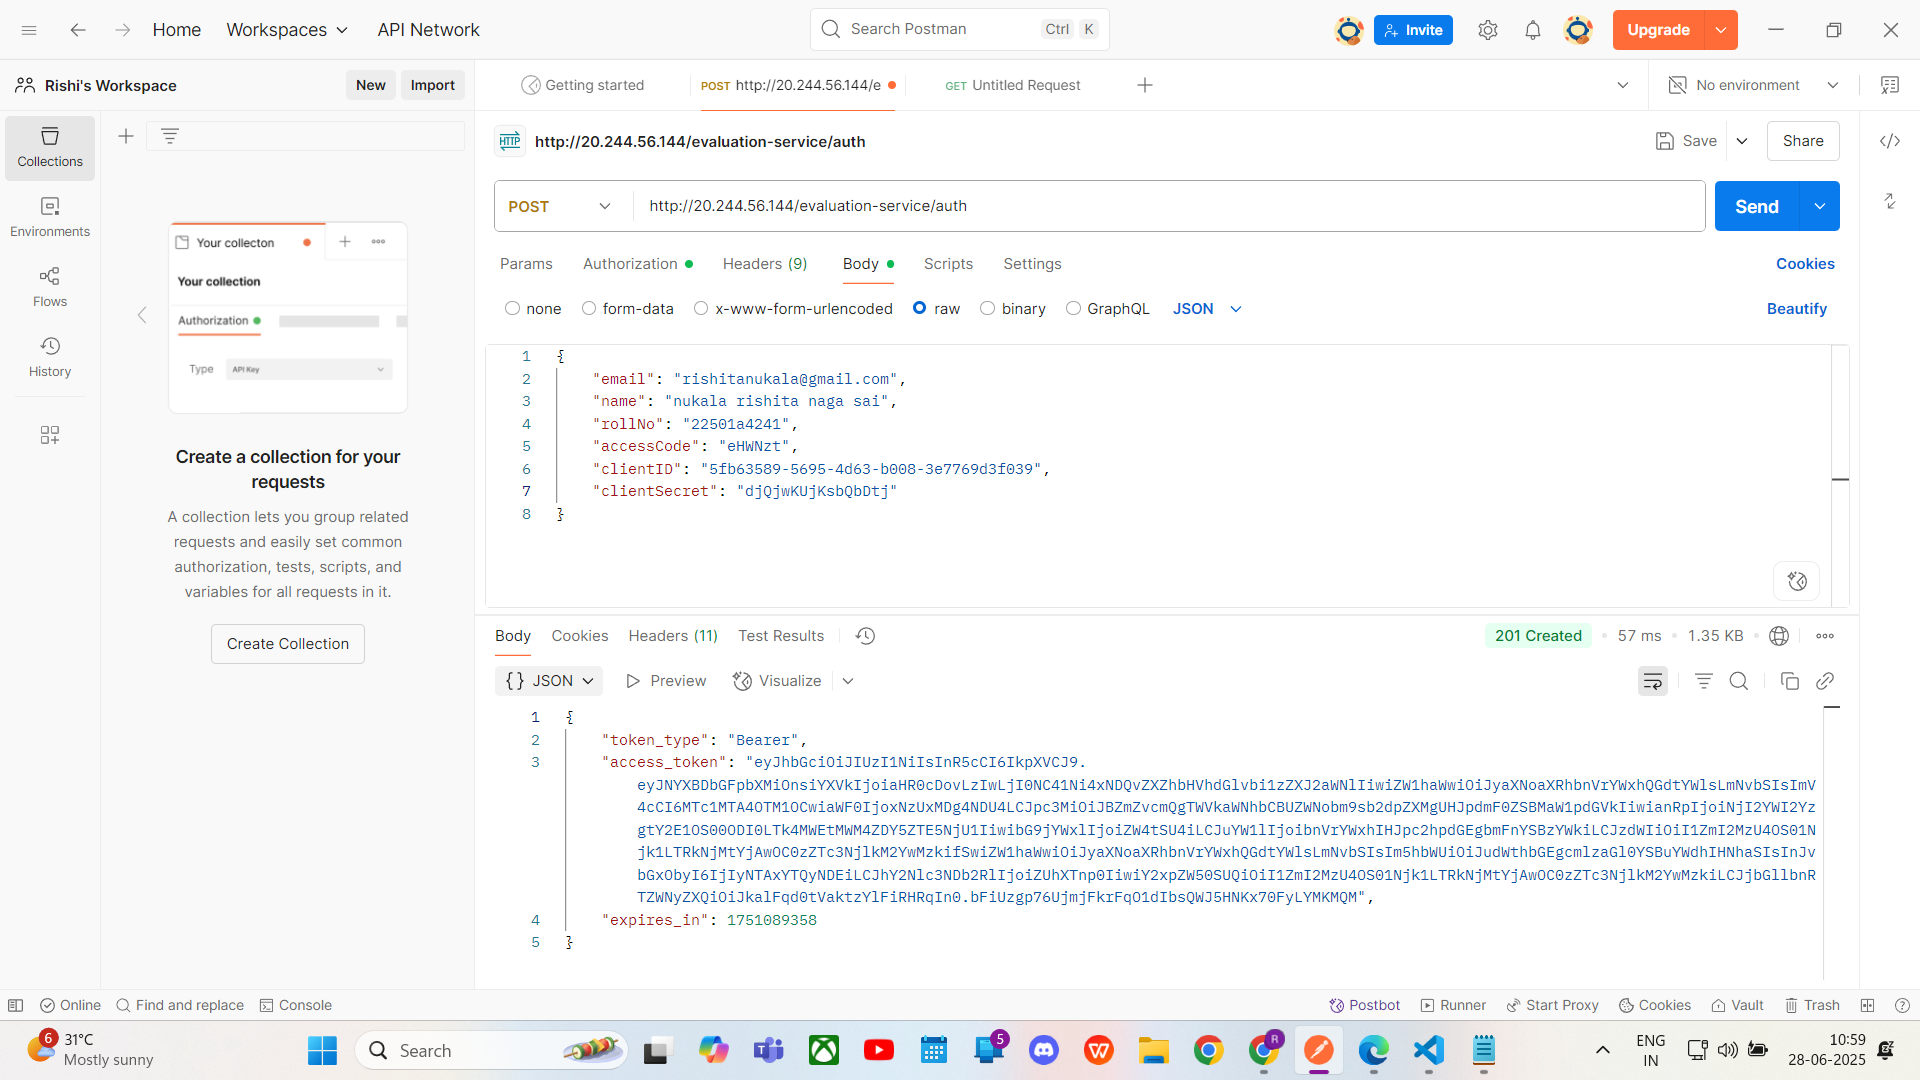 Home
Workspaces
API Network
Search Postman
Ctrl K
Invite
Upgrade
Rishi's Workspace
New
Import
Getting started
POST http://20.244.56.144/e
GET Untitled Request
No environment
Collections
Environments
Flows
History
Your collecton
Your collection
Authorization
Type
API Key
Create a collection for your
requests
A collection lets you group related
requests and easily set common
authorization, tests, scripts, and
variables for all requests in it.
Create Collection
HTTP http://20.244.56.144/evaluation-service/auth
Save
Share
POST
http://20.244.56.144/evaluation-service/auth
Send
Params
Authorization
Headers (9)
Body
Scripts
Settings
Cookies
none
form-data
x-www-form-urlencoded
raw
binary
GraphQL
JSON
Beautify
1 {
2 "email": "rishitanukala@gmail.com",
3 "name": "nukala rishita naga sai",
4 "rollNo": "22501a4241",
5 "accessCode": "eHWNzt",
6 "clientID": "5fb63589-5695-4d63-b008-3e7769d3f039",
7 "clientSecret": "djQjwKUjKsbQbDtj"
8 }
Body
Cookies
Headers (11)
Test Results
201 Created
57 ms
1.35 KB
{} JSON
Preview
Visualize
1 {
2 "token_type": "Bearer",
3 "access_token": "eyJhbGciOiJIUzI1NiIsInR5cCI6IkpXVCJ9.
eyJNYXBDbGFpbXMiOnsiYXVkIjoiaHR0cDovLzIwLjI0NC41Ni4xNDQvZXZhbHVhdGlvbi1zZXJ2aWNlIiwiZW1haWwiOiJyaXNoaXRhbnVrYWxhQGdtYWlsLmNvbSIsImV
4cCI6MTc1MTA4OTM1OCwiaWF0IjoxNzUxMDg4NDU4LCJpc3MiOiJBZmZvcmQgTWVkaWNhbCBUZWNobm9sb2dpZXMgUHJpdmF0ZSBMaW1pdGVkIiwianRpIjoiNjI2YWI2Yz
gtY2E1OS00ODI0LTk4MWEtMWM4ZDY5ZTE5NjU1IiwibG9jYWxlIjoiZW4tSU4iLCJuYW1lIjoibnVrYWxhIHJpc2hpdGEgbmFnYSBzYWkiLCJzdWIiOiI1ZmI2MzU4OS01N
jk1LTRkNjMtYjAwOC0zZTc3NjlkM2YwMzkifSwiZW1haWwiOiJyaXNoaXRhbnVrYWxhQGdtYWlsLmNvbSIsIm5hbWUiOiJudWthbGEgcmlzaGl0YSBuYWdhIHNhaSIsInJv
bGxObyI6IjIyNTAxYTQyNDEiLCJhY2Nlc3NDb2RlIjoiZUhXTnp0IiwiY2xpZW50SUQiOiI1ZmI2MzU4OS01Njk1LTRkNjMtYjAwOC0zZTc3NjlkM2YwMzkiLCJjbGllbnR
TZWNyZXQiOiJkalFqd0tVaktzYlFiRHRqIn0.bFiUzgp76UjmjFkrFqO1dIbsQWJ5HNKx70FyLYMKMQM",
4 "expires_in": 1751089358
5 }
Online
Find and replace
Console
Postbot
Runner
Start Proxy
Cookies
Vault
Trash
6
31°C
Mostly sunny
Search
5
R
ENG
IN
10:59
28-06-2025